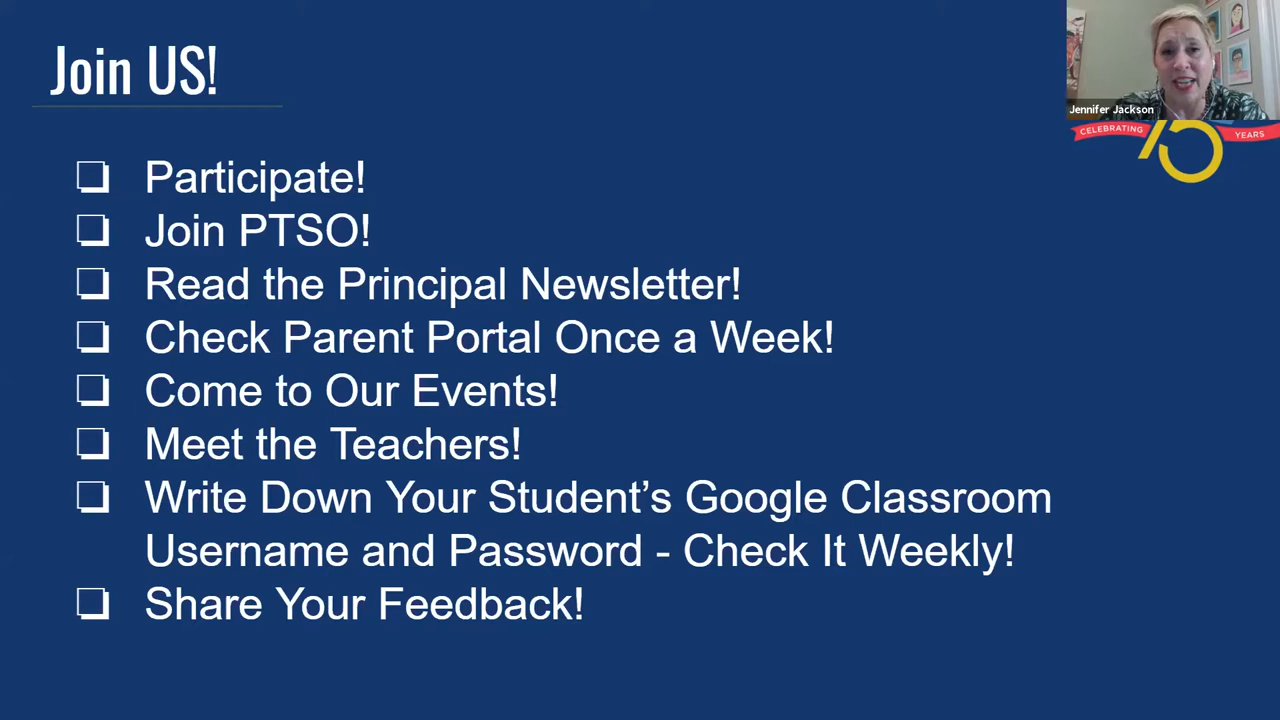 Join US!
Jennifer Jackson
CELEBRATING 70 YEARS
❏ Participate!
❏ Join PTSO!
❏ Read the Principal Newsletter!
❏ Check Parent Portal Once a Week!
❏ Come to Our Events!
❏ Meet the Teachers!
❏ Write Down Your Student’s Google Classroom
Username and Password - Check It Weekly!
❏ Share Your Feedback!